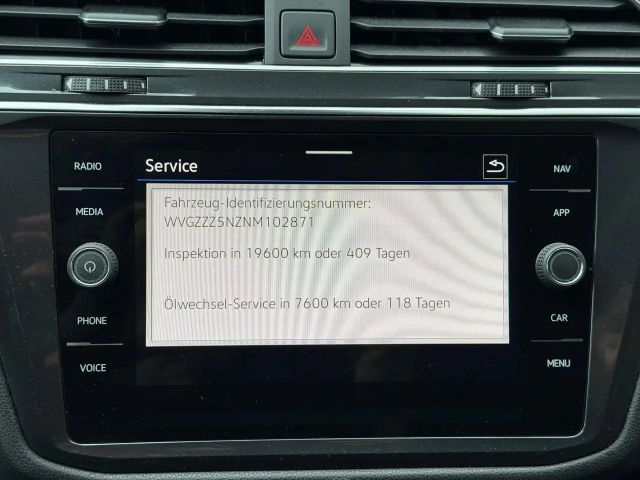 RADIO
Service
NAV
MEDIA
APP
Fahrzeug-Identifizierungsnummer:
WVGZZZ5NZNM102871
Inspektion in 19600 km oder 409 Tagen
Ölwechsel-Service in 7600 km oder 118 Tagen
PHONE
CAR
VOICE
MENU